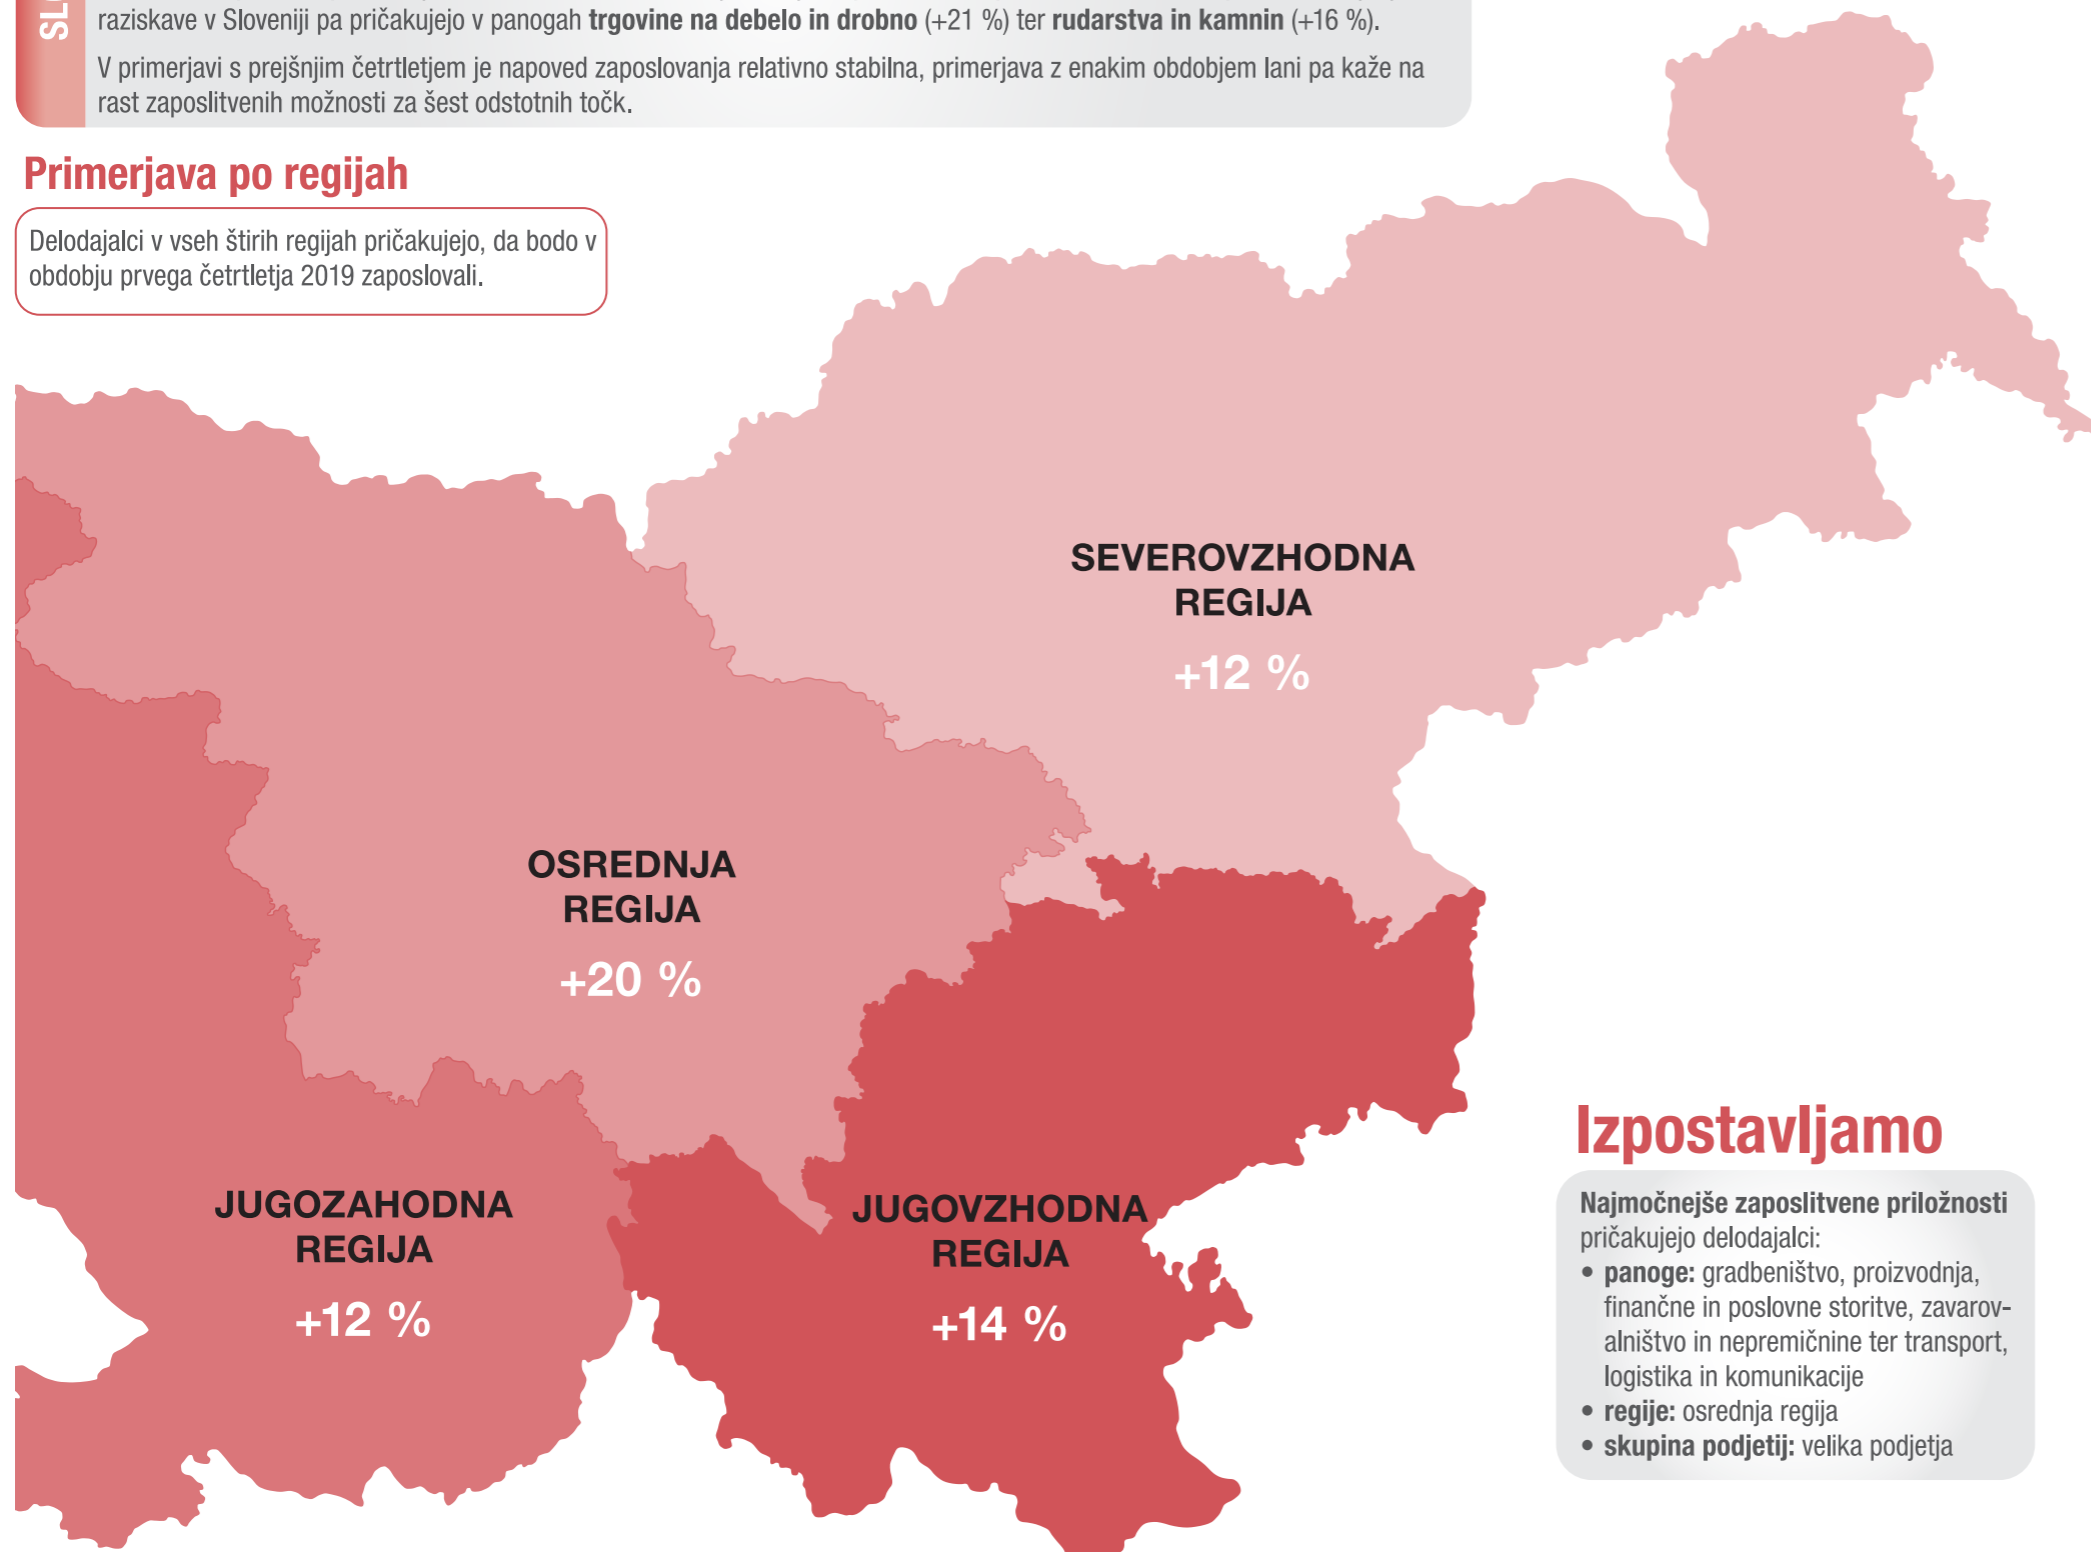 SLO
raziskave v Sloveniji pa pričakujejo v panogah trgovine na debelo in drobno (+21 %) ter rudarstva in kamnin (+16 %).
V primerjavi s prejšnjim četrtletjem je napoved zaposlovanja relativno stabilna, primerjava z enakim obdobjem lani pa kaže na
rast zaposlitvenih možnosti za šest odstotnih točk.
Primerjava po regijah
Delodajalci v vseh štirih regijah pričakujejo, da bodo v
obdobju prvega četrtletja 2019 zaposlovali.
SEVEROVZHODNA
REGIJA
+12 %
OSREDNJA
REGIJA
+20 %
JUGOZAHODNA
REGIJA
+12 %
JUGOVZHODNA
REGIJA
+14 %
Izpostavljamo
Najmočnejše zaposlitvene priložnosti
pričakujejo delodajalci:
• panoge: gradbeništvo, proizvodnja,
finančne in poslovne storitve, zavarov-
alništvo in nepremičnine ter transport,
logistika in komunikacije
• regije: osrednja regija
• skupina podjetij: velika podjetja